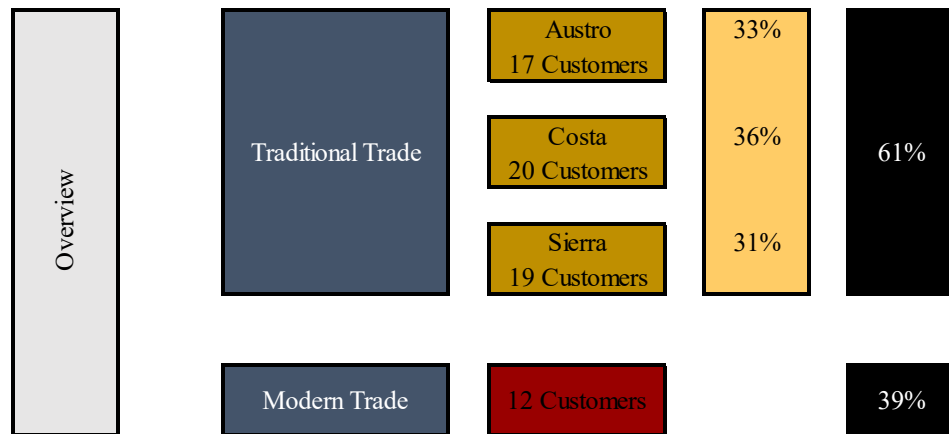 Overview
Traditional Trade
Austro
17 Customers
33%
Costa
20 Customers
36%
Sierra
19 Customers
31%
61%
Modern Trade
12 Customers
39%